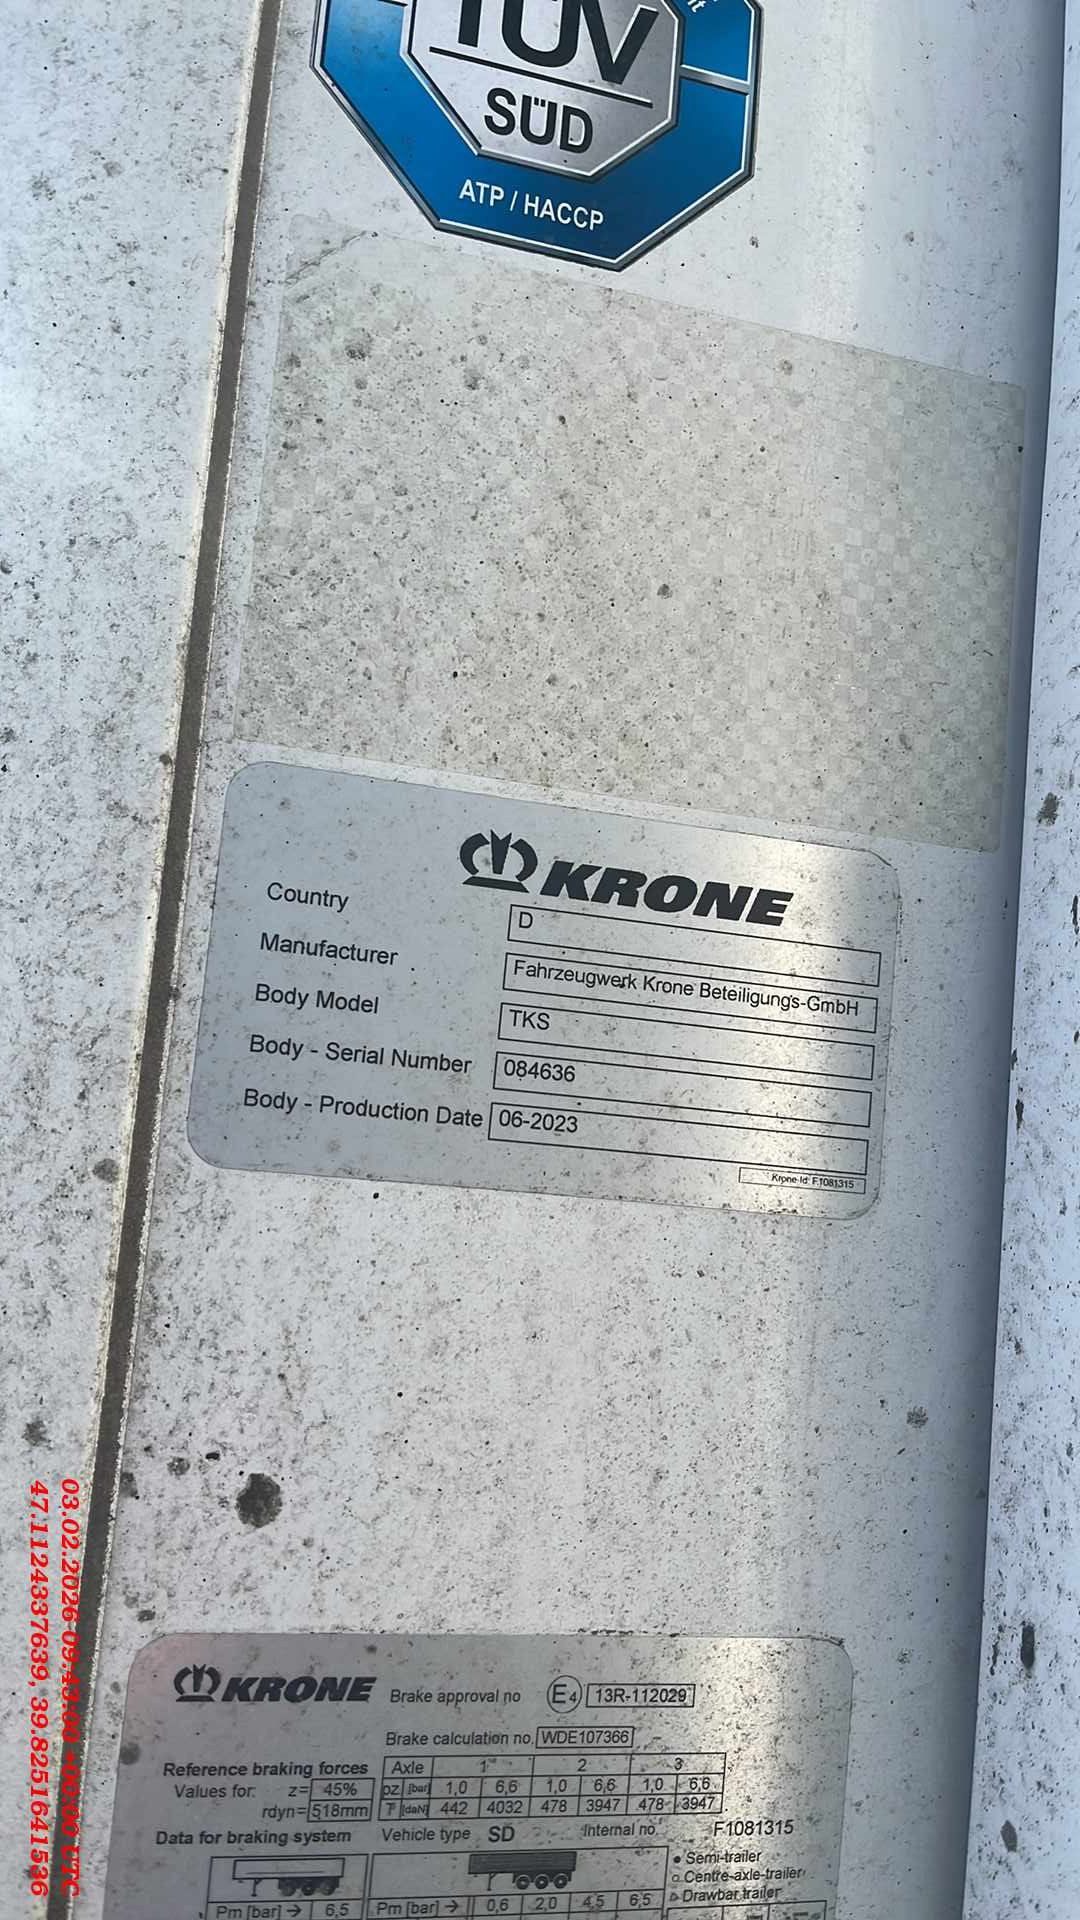 TÜV
SÜD
ATP / HACCP
KRONE
Country D
Manufacturer Fahrzeugwerk Krone Beteiligungs-GmbH
Body Model TKS
Body - Serial Number 084636
Body - Production Date 06-2023
Krone-Id: F1081315
KRONE Brake approval no E4 13R-112029
Brake calculation no. WDE107366
Reference braking forces Axle 1 2 3
Values for: z= 45% pz [bar] 1,0 6,6 1,0 6,6 1,0 6,6
rdyn= 518mm T [daN] 442 4032 478 3947 478 3947
Data for braking system Vehicle type SD Internal no. F1081315
Semi-trailer
Centre-axle-trailer
Drawbar trailer
Pm [bar] → 6,5 Pm [bar] → 0,6 2,0 4,5 6,5
03.02.2026 09:43:00 +00:00 UTC
47.1124337639, 39.8251641536